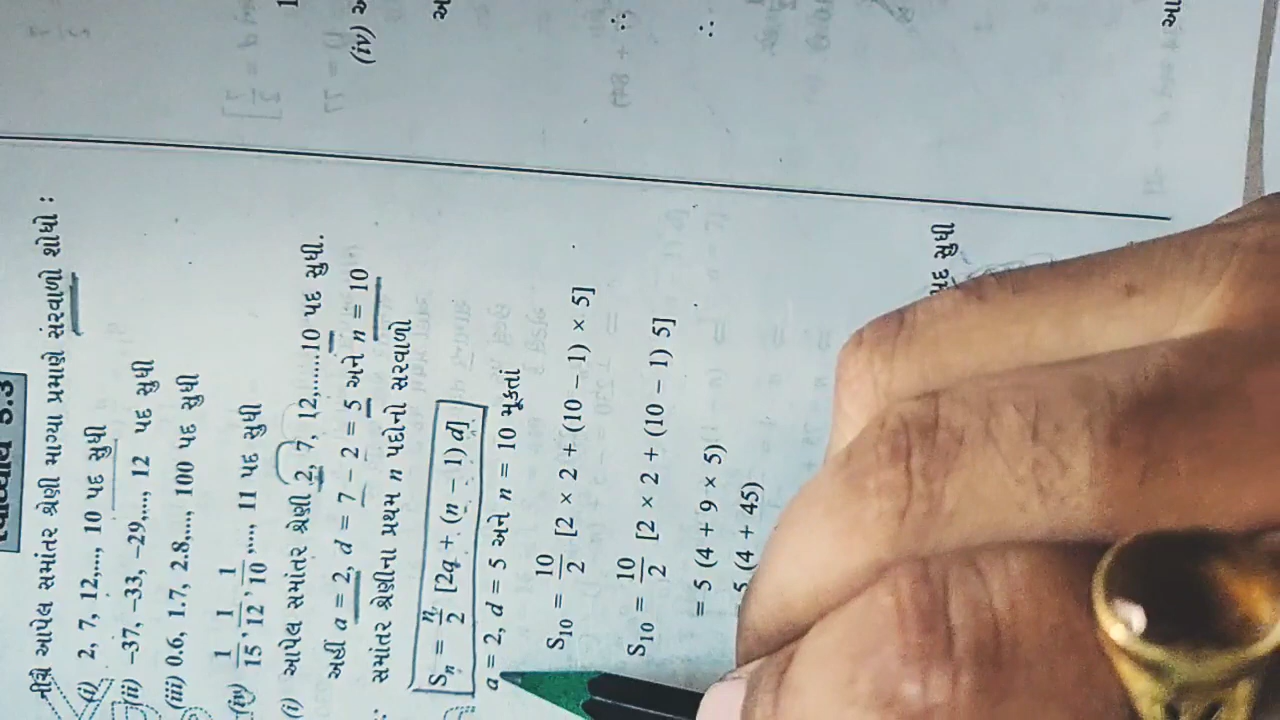 સ્વાધ્યાય 5.3
નીચે આપેલ સમાંતર શ્રેણી માગ્યા પ્રમાણે સરવાળો શોધો :
(i) 2, 7, 12,...., 10 પદ સુધી
(ii) -37, -33, -29,...., 12 પદ સુધી
(iii) 0.6, 1.7, 2.8,...., 100 પદ સુધી
(iv) 1/15, 1/12, 1/10,...., 11 પદ સુધી
(i) આપેલ સમાંતર શ્રેણી 2, 7, 12,.......10 પદ સુધી.
અહીં a = 2, d = 7 - 2 = 5 અને n = 10
સમાંતર શ્રેણીના પ્રથમ n પદોનો સરવાળો
Sn = n/2 [2a + (n - 1) d]
a = 2, d = 5 અને n = 10 મૂકતાં
S10 = 10/2 [2 × 2 + (10 - 1) × 5]
S10 = 10/2 [2 × 2 + (10 - 1) 5]
= 5 (4 + 9 × 5)
5 (4 + 45)
પદ સુધી
(iv)
∴
∴
આ